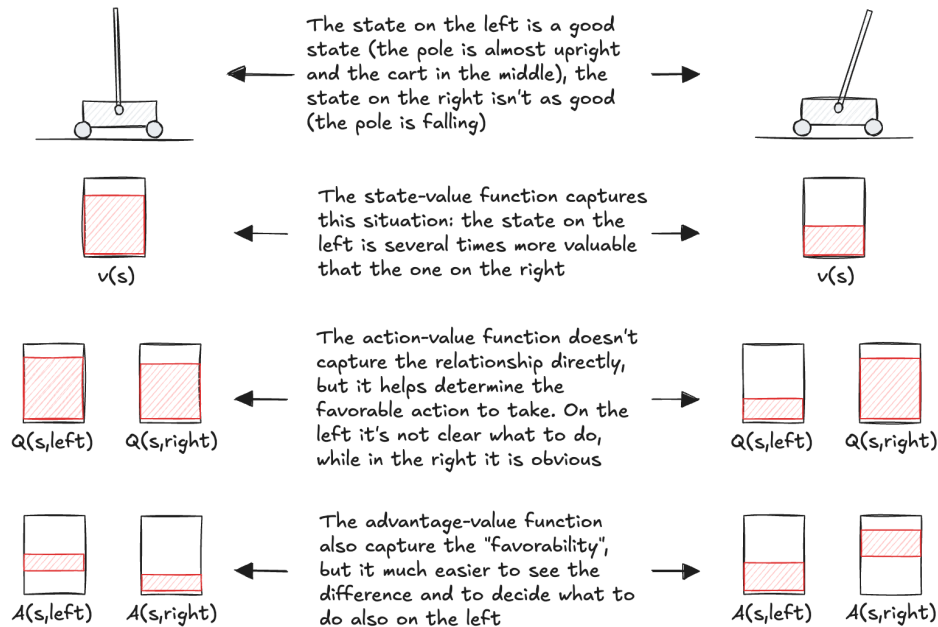 The state on the left is a good
state (the pole is almost upright
and the cart in the middle), the
state on the right isn't as good
(the pole is falling)
The state-value function captures
this situation: the state on the
left is several times more valuable
that the one on the right
v(s)
v(s)
The action-value function doesn't
capture the relationship directly,
but it helps determine the
favorable action to take. On the
left it's not clear what to do,
while in the right it is obvious
Q(s,left)
Q(s,right)
Q(s,left)
Q(s,right)
The advantage-value function
also capture the "favorability",
but it much easier to see the
difference and to decide what to
do also on the left
A(s,left)
A(s,right)
A(s,left)
A(s,right)